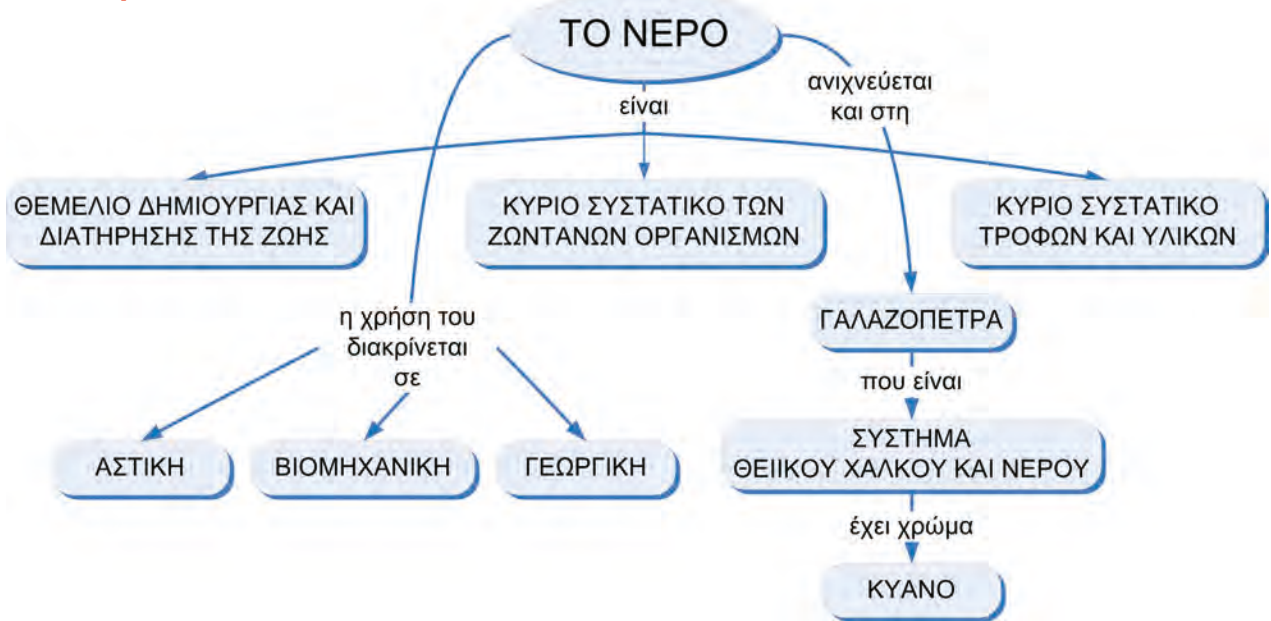 ΤΟ ΝΕΡΟ
είναι
ανιχνεύεται
και στη
ΘΕΜΕΛΙΟ ΔΗΜΙΟΥΡΓΙΑΣ ΚΑΙ
ΔΙΑΤΗΡΗΣΗΣ ΤΗΣ ΖΩΗΣ
ΚΥΡΙΟ ΣΥΣΤΑΤΙΚΟ ΤΩΝ
ΖΩΝΤΑΝΩΝ ΟΡΓΑΝΙΣΜΩΝ
ΚΥΡΙΟ ΣΥΣΤΑΤΙΚΟ
ΤΡΟΦΩΝ ΚΑΙ ΥΛΙΚΩΝ
η χρήση του
διακρίνεται
σε
ΑΣΤΙΚΗ
ΒΙΟΜΗΧΑΝΙΚΗ
ΓΕΩΡΓΙΚΗ
ΓΑΛΑΖΟΠΕΤΡΑ
που είναι
ΣΥΣΤΗΜΑ
ΘΕΙΙΚΟΥ ΧΑΛΚΟΥ ΚΑΙ ΝΕΡΟΥ
έχει χρώμα
ΚΥΑΝΟ